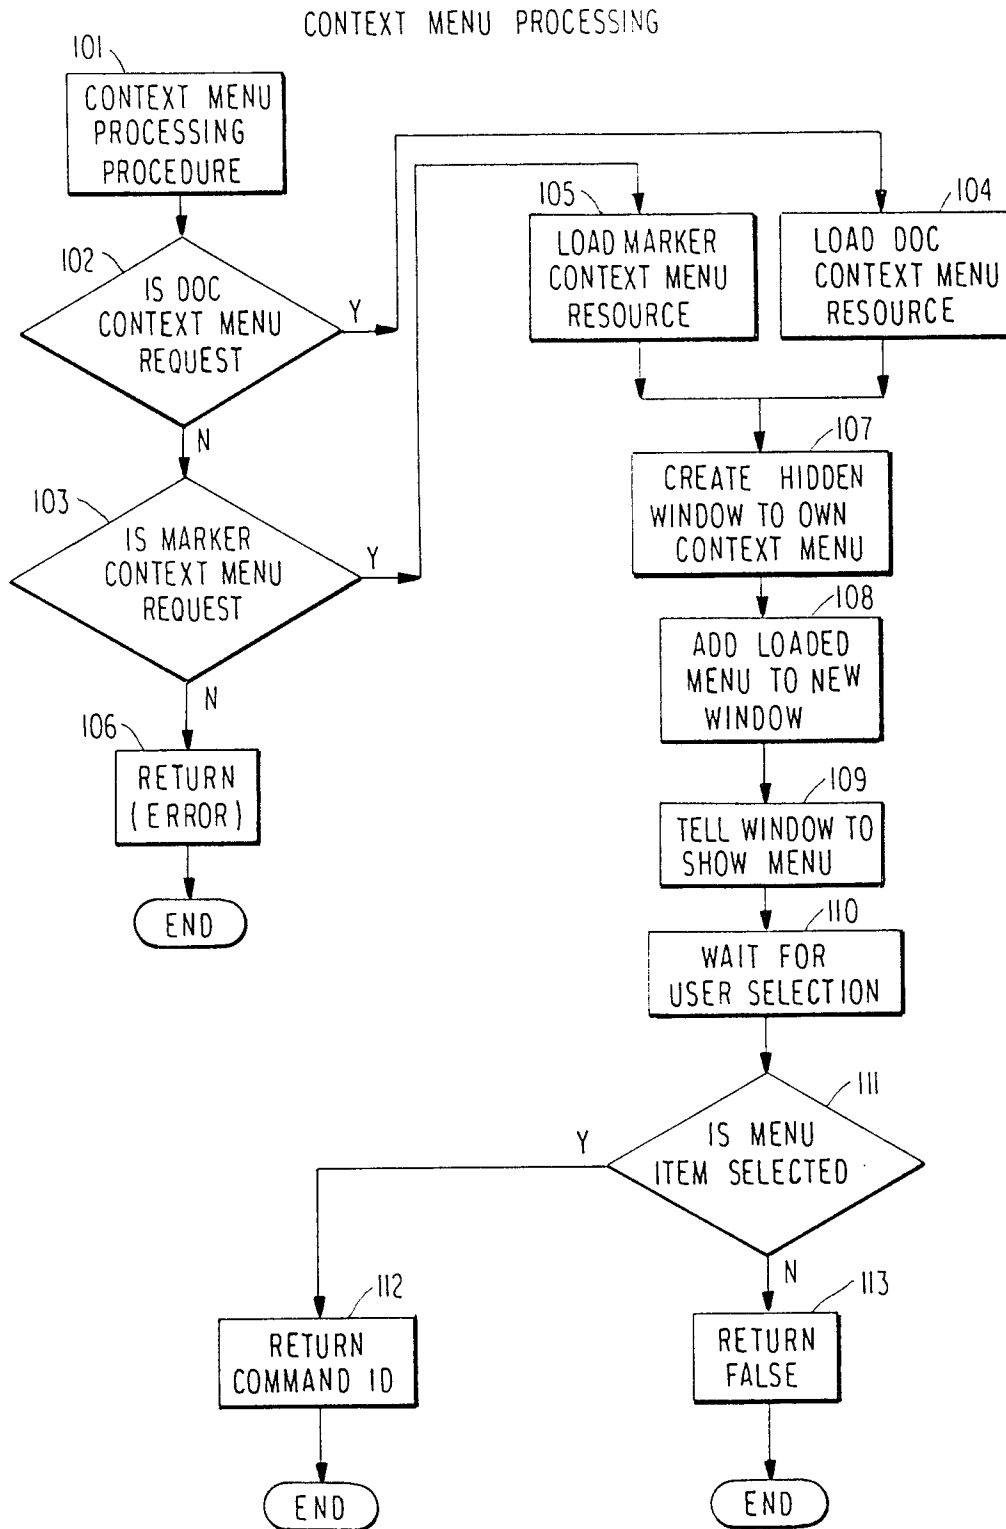 CONTEXT MENU PROCESSING
101
CONTEXT MENU
PROCESSING
PROCEDURE
102
IS DOC
CONTEXT MENU
REQUEST
Y
N
103
IS MARKER
CONTEXT MENU
REQUEST
Y
N
106
RETURN
(ERROR)
END
105
LOAD MARKER
CONTEXT MENU
RESOURCE
104
LOAD DOC
CONTEXT MENU
RESOURCE
107
CREATE HIDDEN
WINDOW TO OWN
CONTEXT MENU
108
ADD LOADED
MENU TO NEW
WINDOW
109
TELL WINDOW TO
SHOW MENU
110
WAIT FOR
USER SELECTION
111
IS MENU
ITEM SELECTED
Y
N
112
RETURN
COMMAND ID
END
113
RETURN
FALSE
END